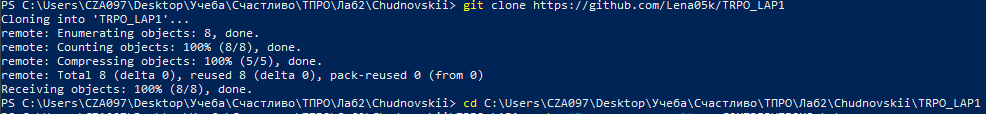 PS C:\Users\CZA097\Desktop\Учеба\Счастливо\ТПРО\Лаб2\Chudnovskii> git clone https://github.com/Lena05k/TRPO_LAP1
Cloning into 'TRPO_LAP1'...
remote: Enumerating objects: 8, done.
remote: Counting objects: 100% (8/8), done.
remote: Compressing objects: 100% (5/5), done.
remote: Total 8 (delta 0), reused 8 (delta 0), pack-reused 0 (from 0)
Receiving objects: 100% (8/8), done.
PS C:\Users\CZA097\Desktop\Учеба\Счастливо\ТПРО\Лаб2\Chudnovskii> cd C:\Users\CZA097\Desktop\Учеба\Счастливо\ТПРО\Лаб2\Chudnovskii\TRPO_LAP1